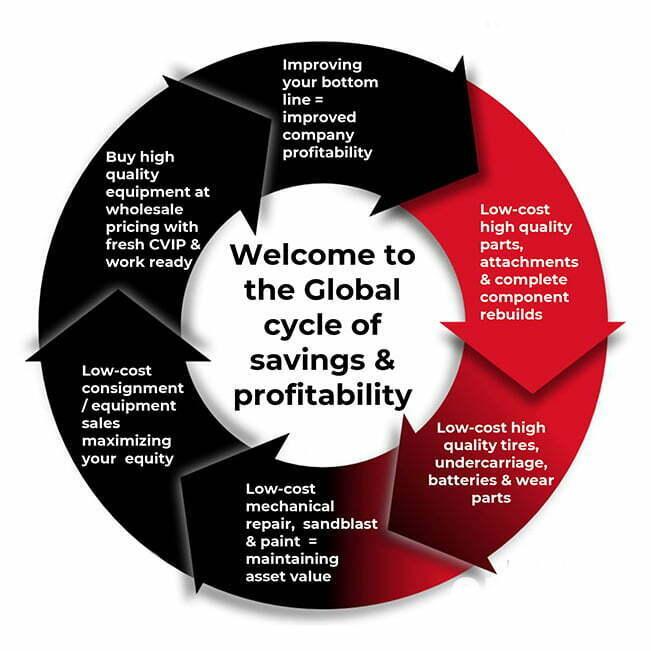 Improving
your bottom
line =
improved
company
profitability
Low-cost
high quality
parts,
attachments
& complete
component
rebuilds
Low-cost high
quality tires,
undercarriage,
batteries & wear
parts
Low-cost
mechanical
repair, sandblast
& paint =
maintaining
asset value
Low-cost
consignment
/ equipment
sales
maximizing
your equity
Buy high
quality
equipment at
wholesale
pricing with
fresh CVIP &
work ready
Welcome to
the Global
cycle of
savings &
profitability